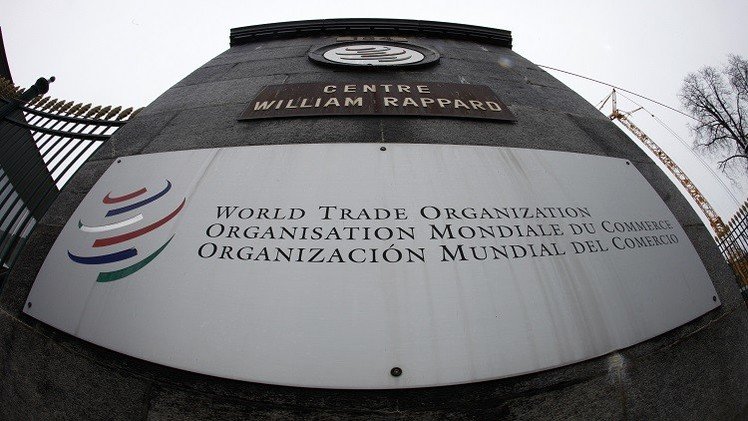 CENTRE
WILLIAM RAPPARD
WORLD TRADE ORGANIZATION
ORGANISATION MONDIALE DU COMMERCE
ORGANIZACIÓN MUNDIAL DEL COMERCIO